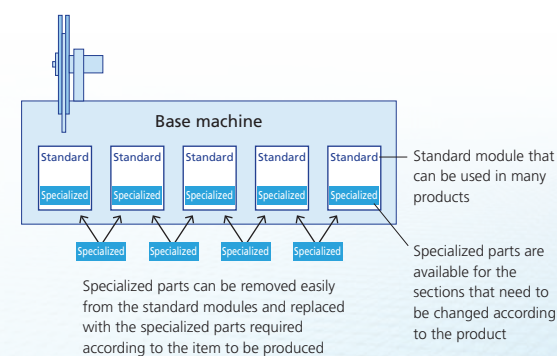 Base machine
Standard Standard Standard Standard Standard
Specialized Specialized Specialized Specialized Specialized
Specialized Specialized Specialized Specialized
Standard module that
can be used in many
products
Specialized parts are
available for the
sections that need to
be changed according
to the product
Specialized parts can be removed easily
from the standard modules and replaced
with the specialized parts required
according to the item to be produced